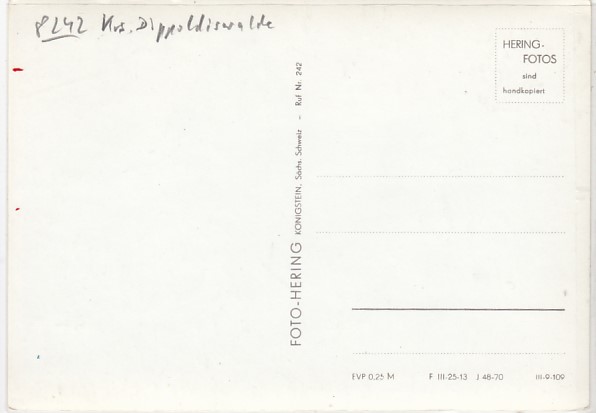 8242 Krs. Dippoldiswalde
HERING-
FOTOS
sind
handkopiert
FOTO-HERING KÖNIGSTEIN, Sächs. Schweiz - Ruf Nr. 242
EVP 0,25 M F III-25-13 J 48-70 III-9-109